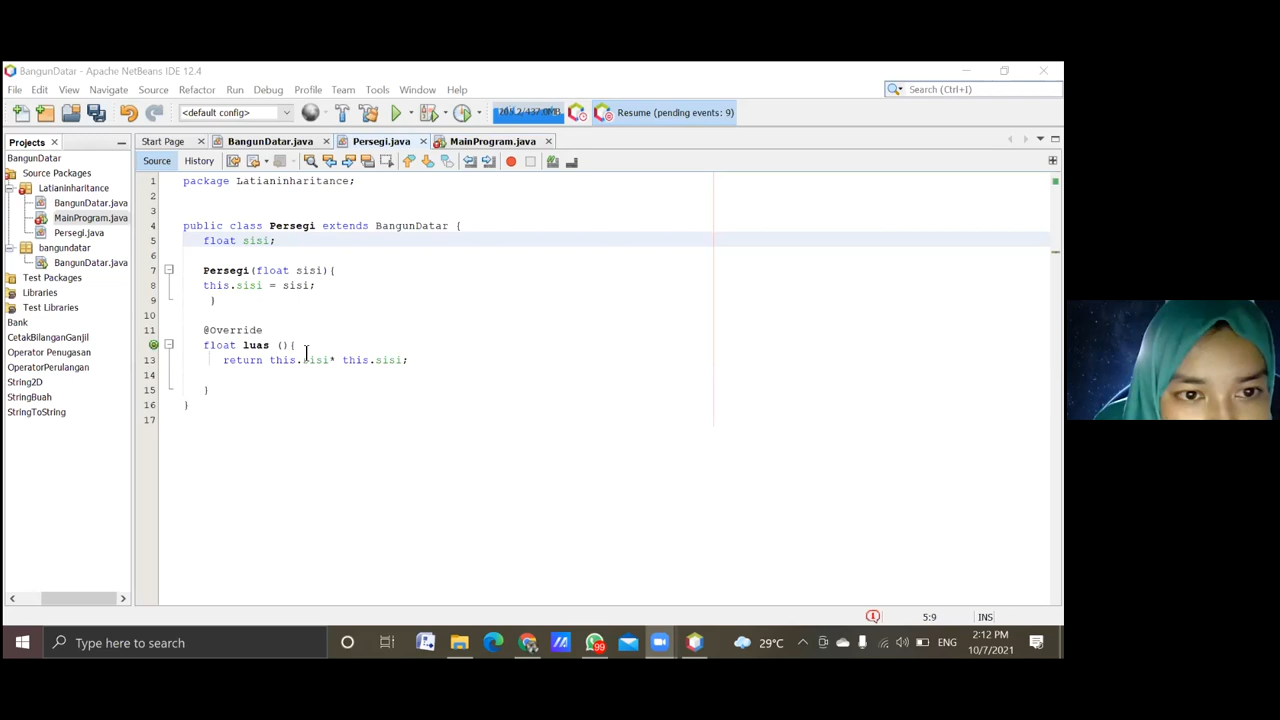 BangunDatar - Apache NetBeans IDE 12.4
File Edit View Navigate Source Refactor Run Debug Profile Team Tools Window Help
Search (Ctrl+I)
<default config>
205.2/437.0MB
Resume (pending events: 9)
Projects
Start Page
BangunDatar.java
Persegi.java
MainProgram.java
Source
History
BangunDatar
Source Packages
Latianinharitance
BangunDatar.java
MainProgram.java
Persegi.java
bangundatar
BangunDatar.java
Test Packages
Libraries
Test Libraries
Bank
CetakBilanganGanjil
Operator Penugasan
OperatorPerulangan
String2D
StringBuah
StringToString
1 package Latianinharitance;
2
3
4 public class Persegi extends BangunDatar {
5 float sisi;
6
7 Persegi(float sisi){
8 this.sisi = sisi;
9 }
10
11 @Override
float luas (){
13 return this.sisi* this.sisi;
14
15 }
16 }
17
5:9
INS
Type here to search
99
29°C
ENG
2:12 PM
10/7/2021